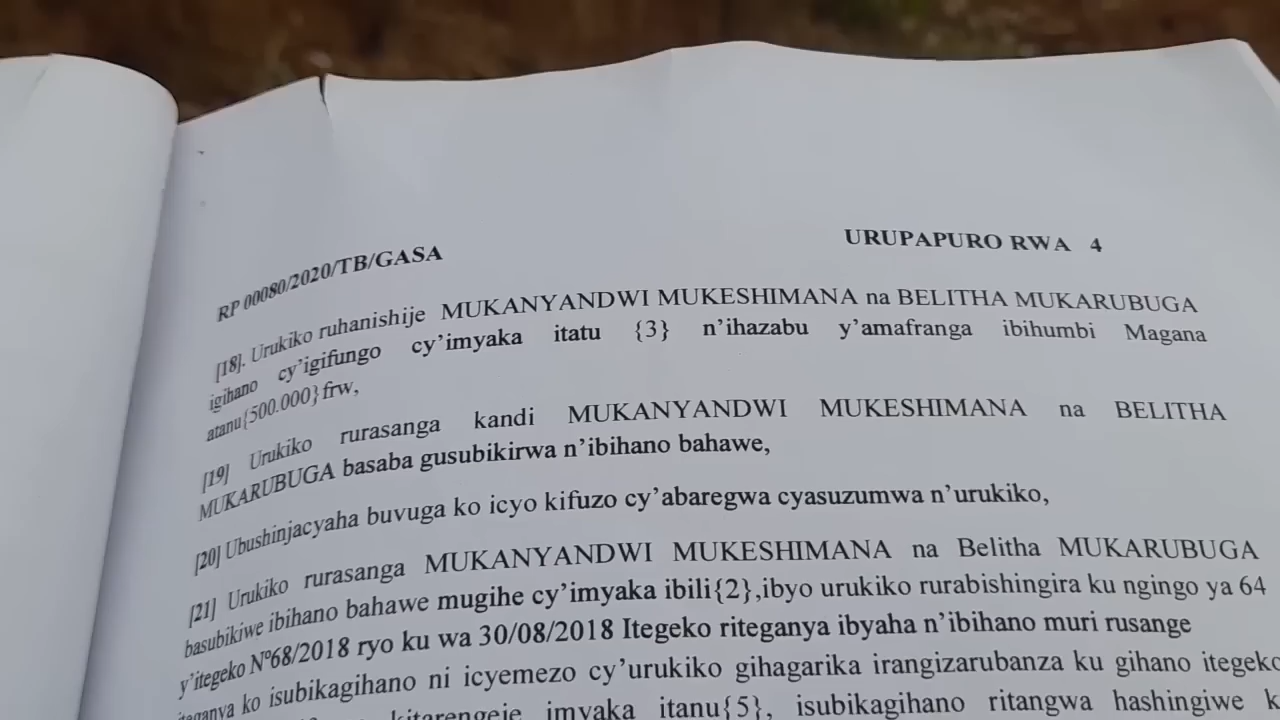 RP 00080/2020/TB/GASA URUPAPURO RWA 4
[18]. Urukiko ruhanishije MUKANYANDWI MUKESHIMANA na BELITHA MUKARUBUGA
igihano cy’igifungo cy’imyaka itatu {3} n’ihazabu y’amafranga ibihumbi Magana
atanu{500.000}frw,
[19] Urukiko rurasanga kandi MUKANYANDWI MUKESHIMANA na BELITHA
MUKARUBUGA basaba gusubikirwa n’ibihano bahawe,
[20] Ubushinjacyaha buvuga ko icyo kifuzo cy’abaregwa cyasuzumwa n’urukiko,
[21] Urukiko rurasanga MUKANYANDWI MUKESHIMANA na Belitha MUKARUBUGA
basubikiwe ibihano bahawe mugihe cy’imyaka ibili{2},ibyo urukiko rurabishingira ku ngingo ya 64
y’itegeko Nº68/2018 ryo ku wa 30/08/2018 Itegeko riteganya ibyaha n’ibihano muri rusange
ko isubikagihano ni icyemezo cy’urukiko gihagarika irangizarubanza ku gihano itegeko
kitarengeje imyaka itanu{5}, isubikagihano ritangwa hashingiwe